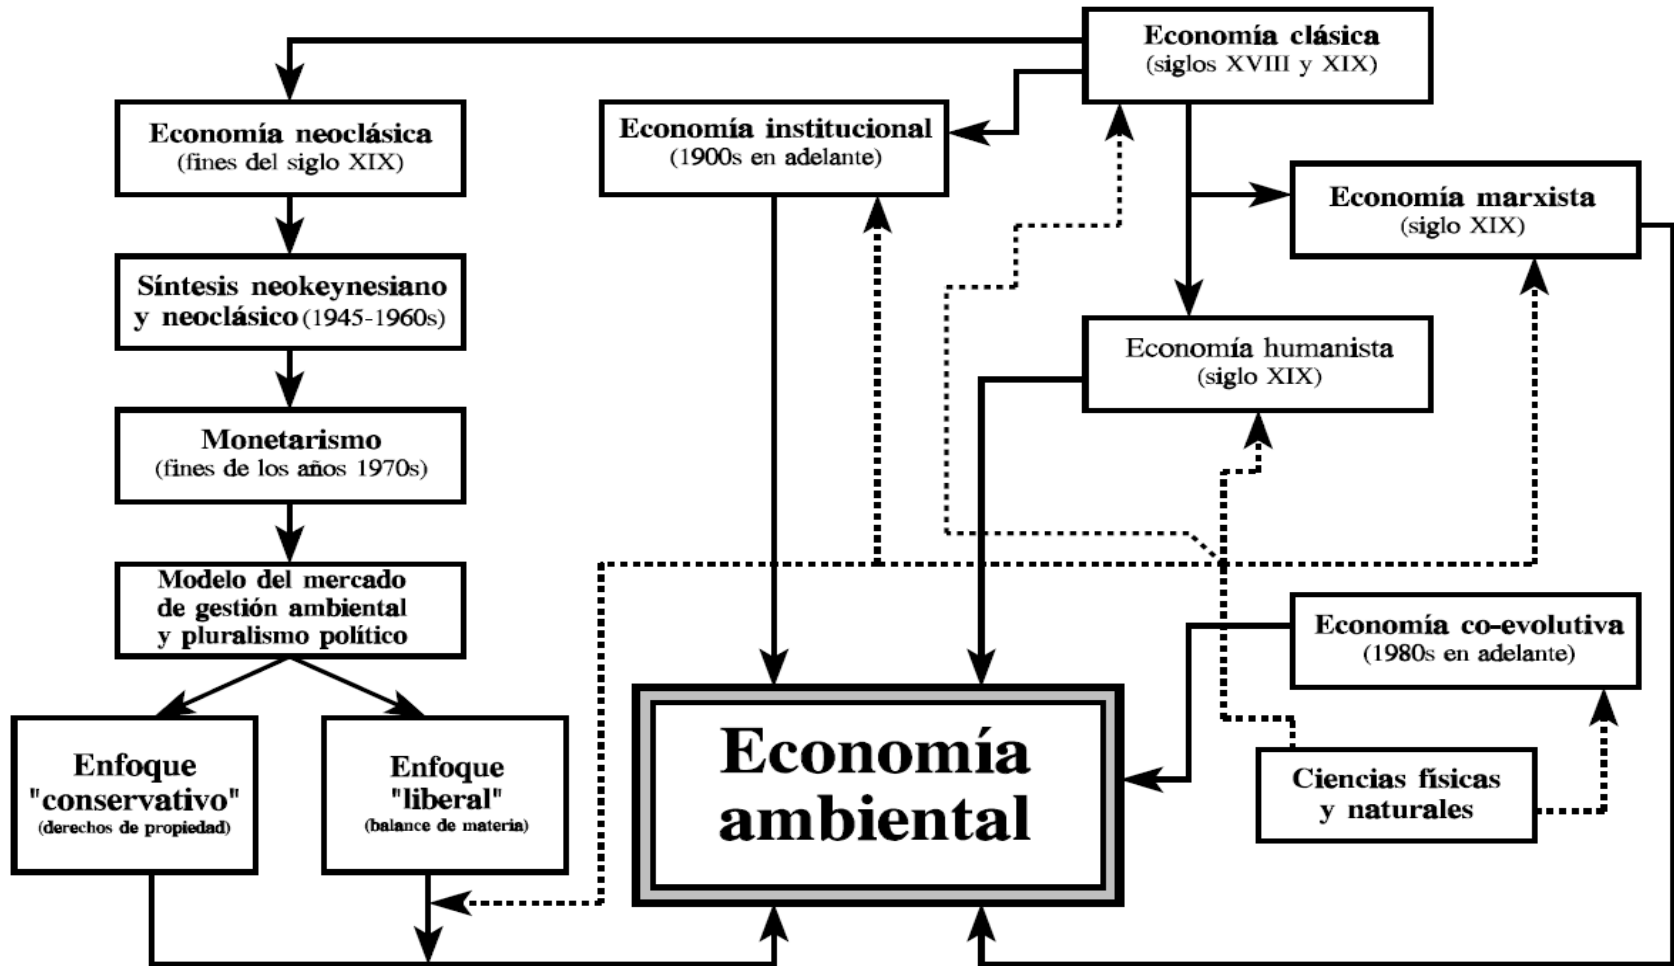 Economía clásica
(siglos XVIII y XIX)
Economía neoclásica
(fines del siglo XIX)
Economía institucional
(1900s en adelante)
Economía marxista
(siglo XIX)
Síntesis neokeynesiano
y neoclásico (1945-1960s)
Economía humanista
(siglo XIX)
Monetarismo
(fines de los años 1970s)
Modelo del mercado
de gestión ambiental
y pluralismo político
Economía co-evolutiva
(1980s en adelante)
Enfoque
"conservativo"
(derechos de propiedad)
Enfoque
"liberal"
(balance de materia)
Economía
ambiental
Ciencias físicas
y naturales